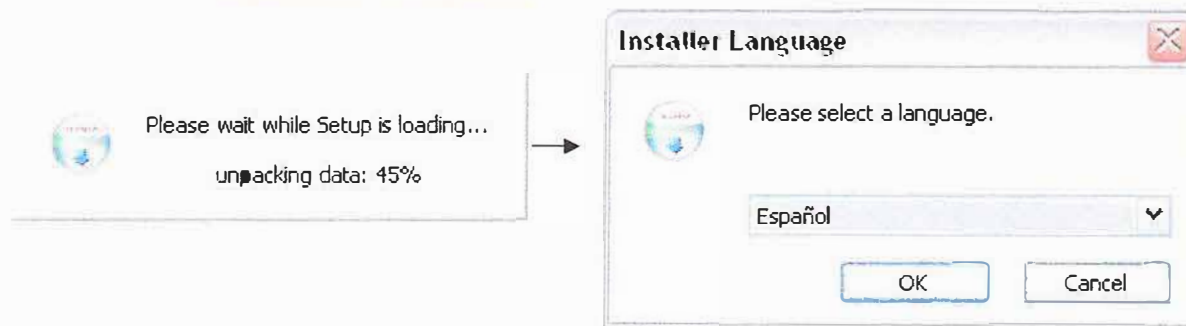 Please wait while Setup is loading...
unpacking data: 45%
Installer Language
Please select a language.
Español
OK
Cancel